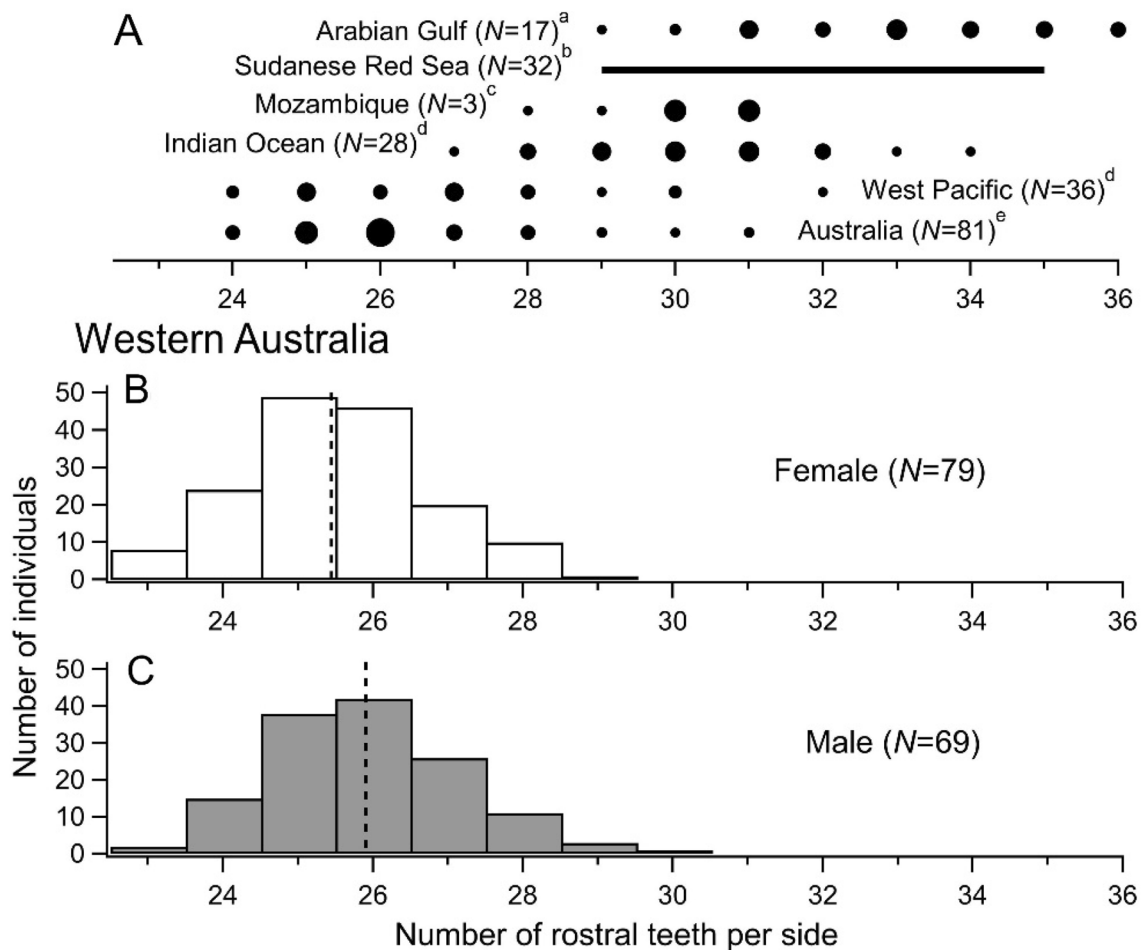 A
Arabian Gulf (N=17)a
Sudanese Red Sea (N=32)b
Mozambique (N=3)c
Indian Ocean (N=28)d
West Pacific (N=36)d
Australia (N=81)e
24 26 28 30 32 34 36
Western Australia
B
50
40
30
20
10
0
Female (N=79)
24 26 28 30 32 34 36
C
50
40
30
20
10
0
Male (N=69)
24 26 28 30 32 34 36
Number of individuals
Number of rostral teeth per side